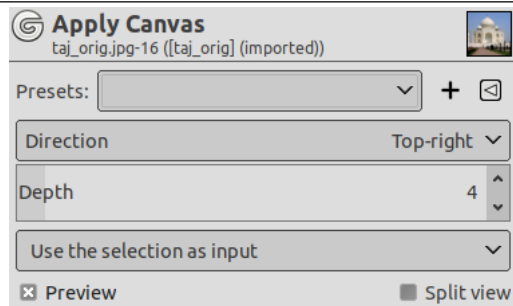 Apply Canvas
taj_orig.jpg-16 ([taj_orig] (imported))
Presets:
Direction Top-right
Depth 4
Use the selection as input
Preview Split view